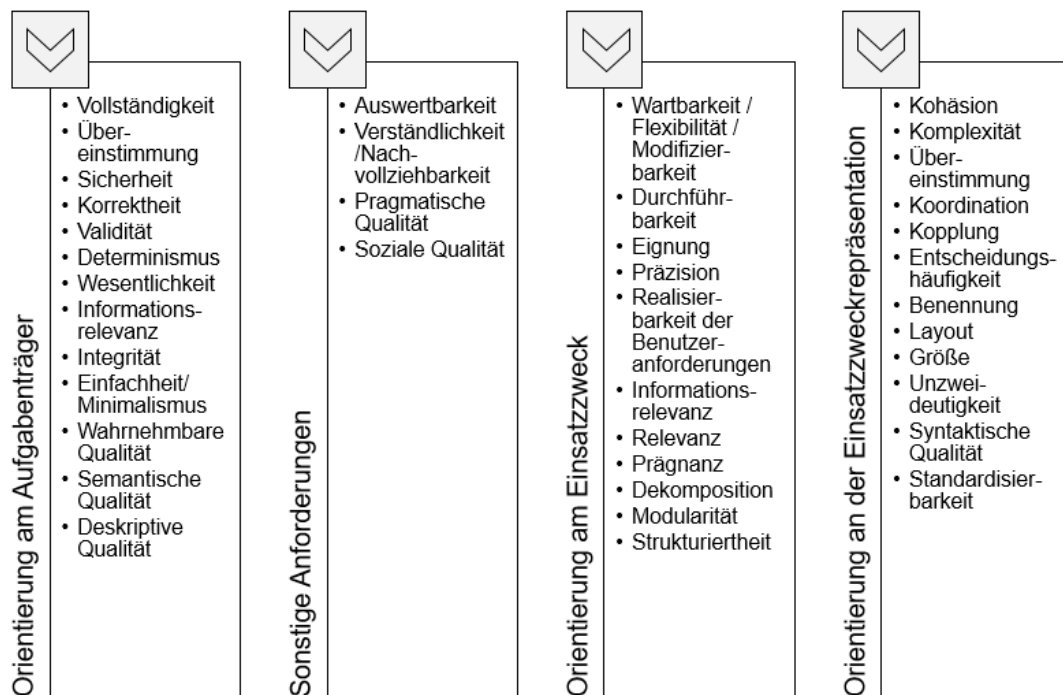 Orientierung am Aufgabenträger
• Vollständigkeit
• Über-
einstimmung
• Sicherheit
• Korrektheit
• Validität
• Determinismus
• Wesentlichkeit
• Informations-
relevanz
• Integrität
• Einfachheit/
Minimalismus
• Wahrnehmbare
Qualität
• Semantische
Qualität
• Deskriptive
Qualität
Sonstige Anforderungen
• Auswertbarkeit
• Verständlichkeit
/Nach-
vollziehbarkeit
• Pragmatische
Qualität
• Soziale Qualität
Orientierung am Einsatzzweck
• Wartbarkeit /
Flexibilität /
Modifizier-
barkeit
• Durchführ-
barkeit
• Eignung
• Präzision
• Realisier-
barkeit der
Benutzer-
anforderungen
• Informations-
relevanz
• Relevanz
• Prägnanz
• Dekomposition
• Modularität
• Strukturiertheit
Orientierung an der Einsatzzweckrepräsentation
• Kohäsion
• Komplexität
• Über-
einstimmung
• Koordination
• Kopplung
• Entscheidungs-
häufigkeit
• Benennung
• Layout
• Größe
• Unzwei-
deutigkeit
• Syntaktische
Qualität
• Standardisier-
barkeit